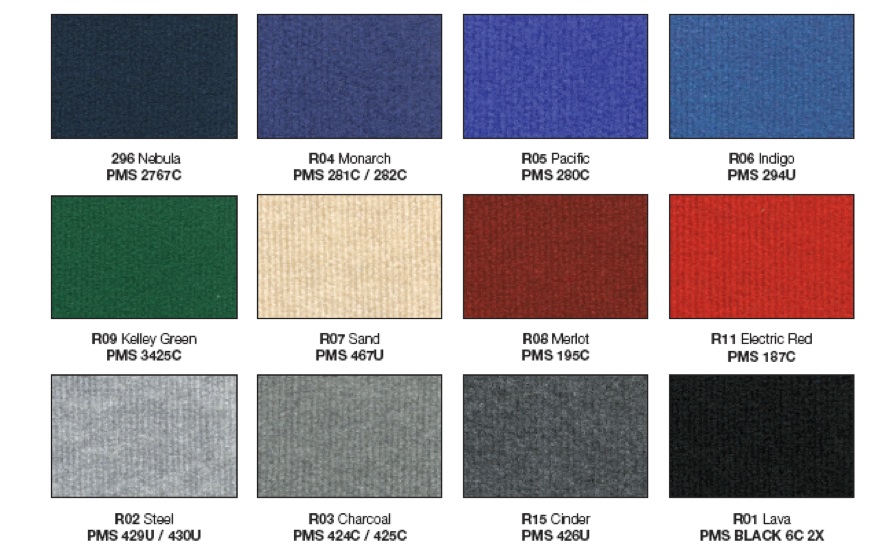 296 Nebula
PMS 2767C
R04 Monarch
PMS 281C / 282C
R05 Pacific
PMS 280C
R06 Indigo
PMS 294U
R09 Kelley Green
PMS 3425C
R07 Sand
PMS 467U
R08 Merlot
PMS 195C
R11 Electric Red
PMS 187C
R02 Steel
PMS 429U / 430U
R03 Charcoal
PMS 424C / 425C
R15 Cinder
PMS 426U
R01 Lava
PMS BLACK 6C 2X